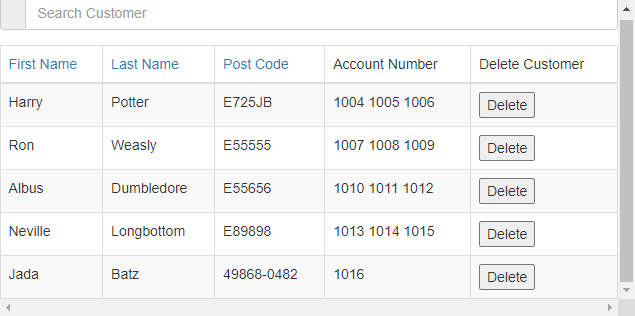 Search Customer
First Name Last Name Post Code Account Number Delete Customer
Harry Potter E725JB 1004 1005 1006 Delete
Ron Weasly E55555 1007 1008 1009 Delete
Albus Dumbledore E55656 1010 1011 1012 Delete
Neville Longbottom E89898 1013 1014 1015 Delete
Jada Batz 49868-0482 1016 Delete